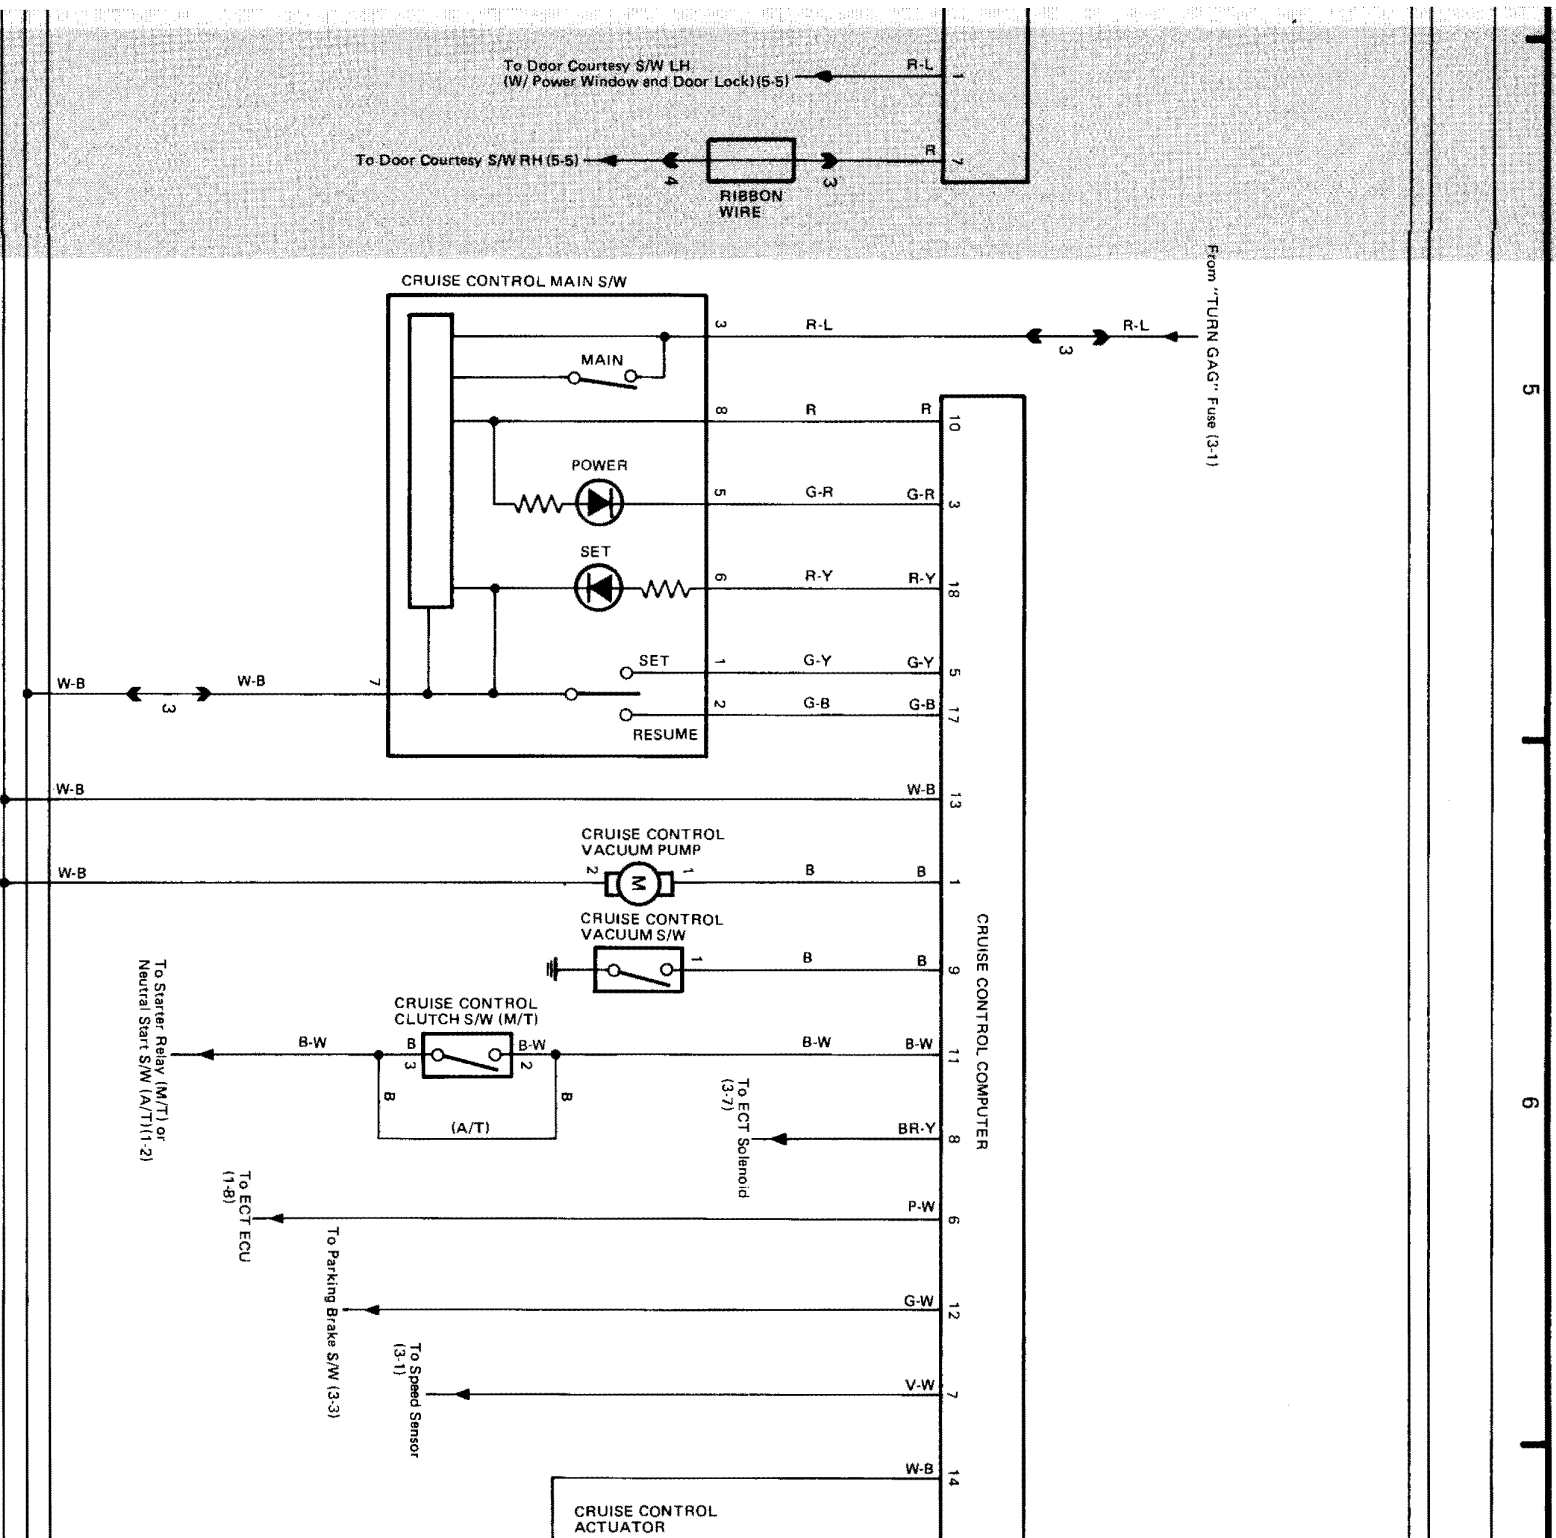 To Door Courtesy S/W LH
(W/ Power Window and Door Lock)(5-5)
R-L
1
To Door Courtesy S/W RH (5-5)
4
3
R
7
RIBBON
WIRE
From "TURN GAG" Fuse (3-1)
CRUISE CONTROL MAIN S/W
3
R-L
3
R-L
MAIN
5
8
R
R
10
POWER
5
G-R
G-R
3
SET
6
R-Y
R-Y
18
SET
1
G-Y
G-Y
5
W-B
3
W-B
7
2
G-B
G-B
17
RESUME
W-B
W-B
13
CRUISE CONTROL
VACUUM PUMP
W-B
2
M
1
B
B
1
CRUISE CONTROL
VACUUM S/W
1
B
B
9
CRUISE CONTROL COMPUTER
To Starter Relay (M/T) or
Neutral Start S/W (A/T)(1-2)
CRUISE CONTROL
CLUTCH S/W (M/T)
B-W
B
3
B-W
2
B-W
B-W
11
B
B
(A/T)
To ECT Solenoid
(3-7)
BR-Y
8
6
To ECT ECU
(1-8)
P-W
6
To Parking Brake S/W (3-3)
G-W
12
To Speed Sensor
(3-1)
V-W
7
W-B
14
CRUISE CONTROL
ACTUATOR